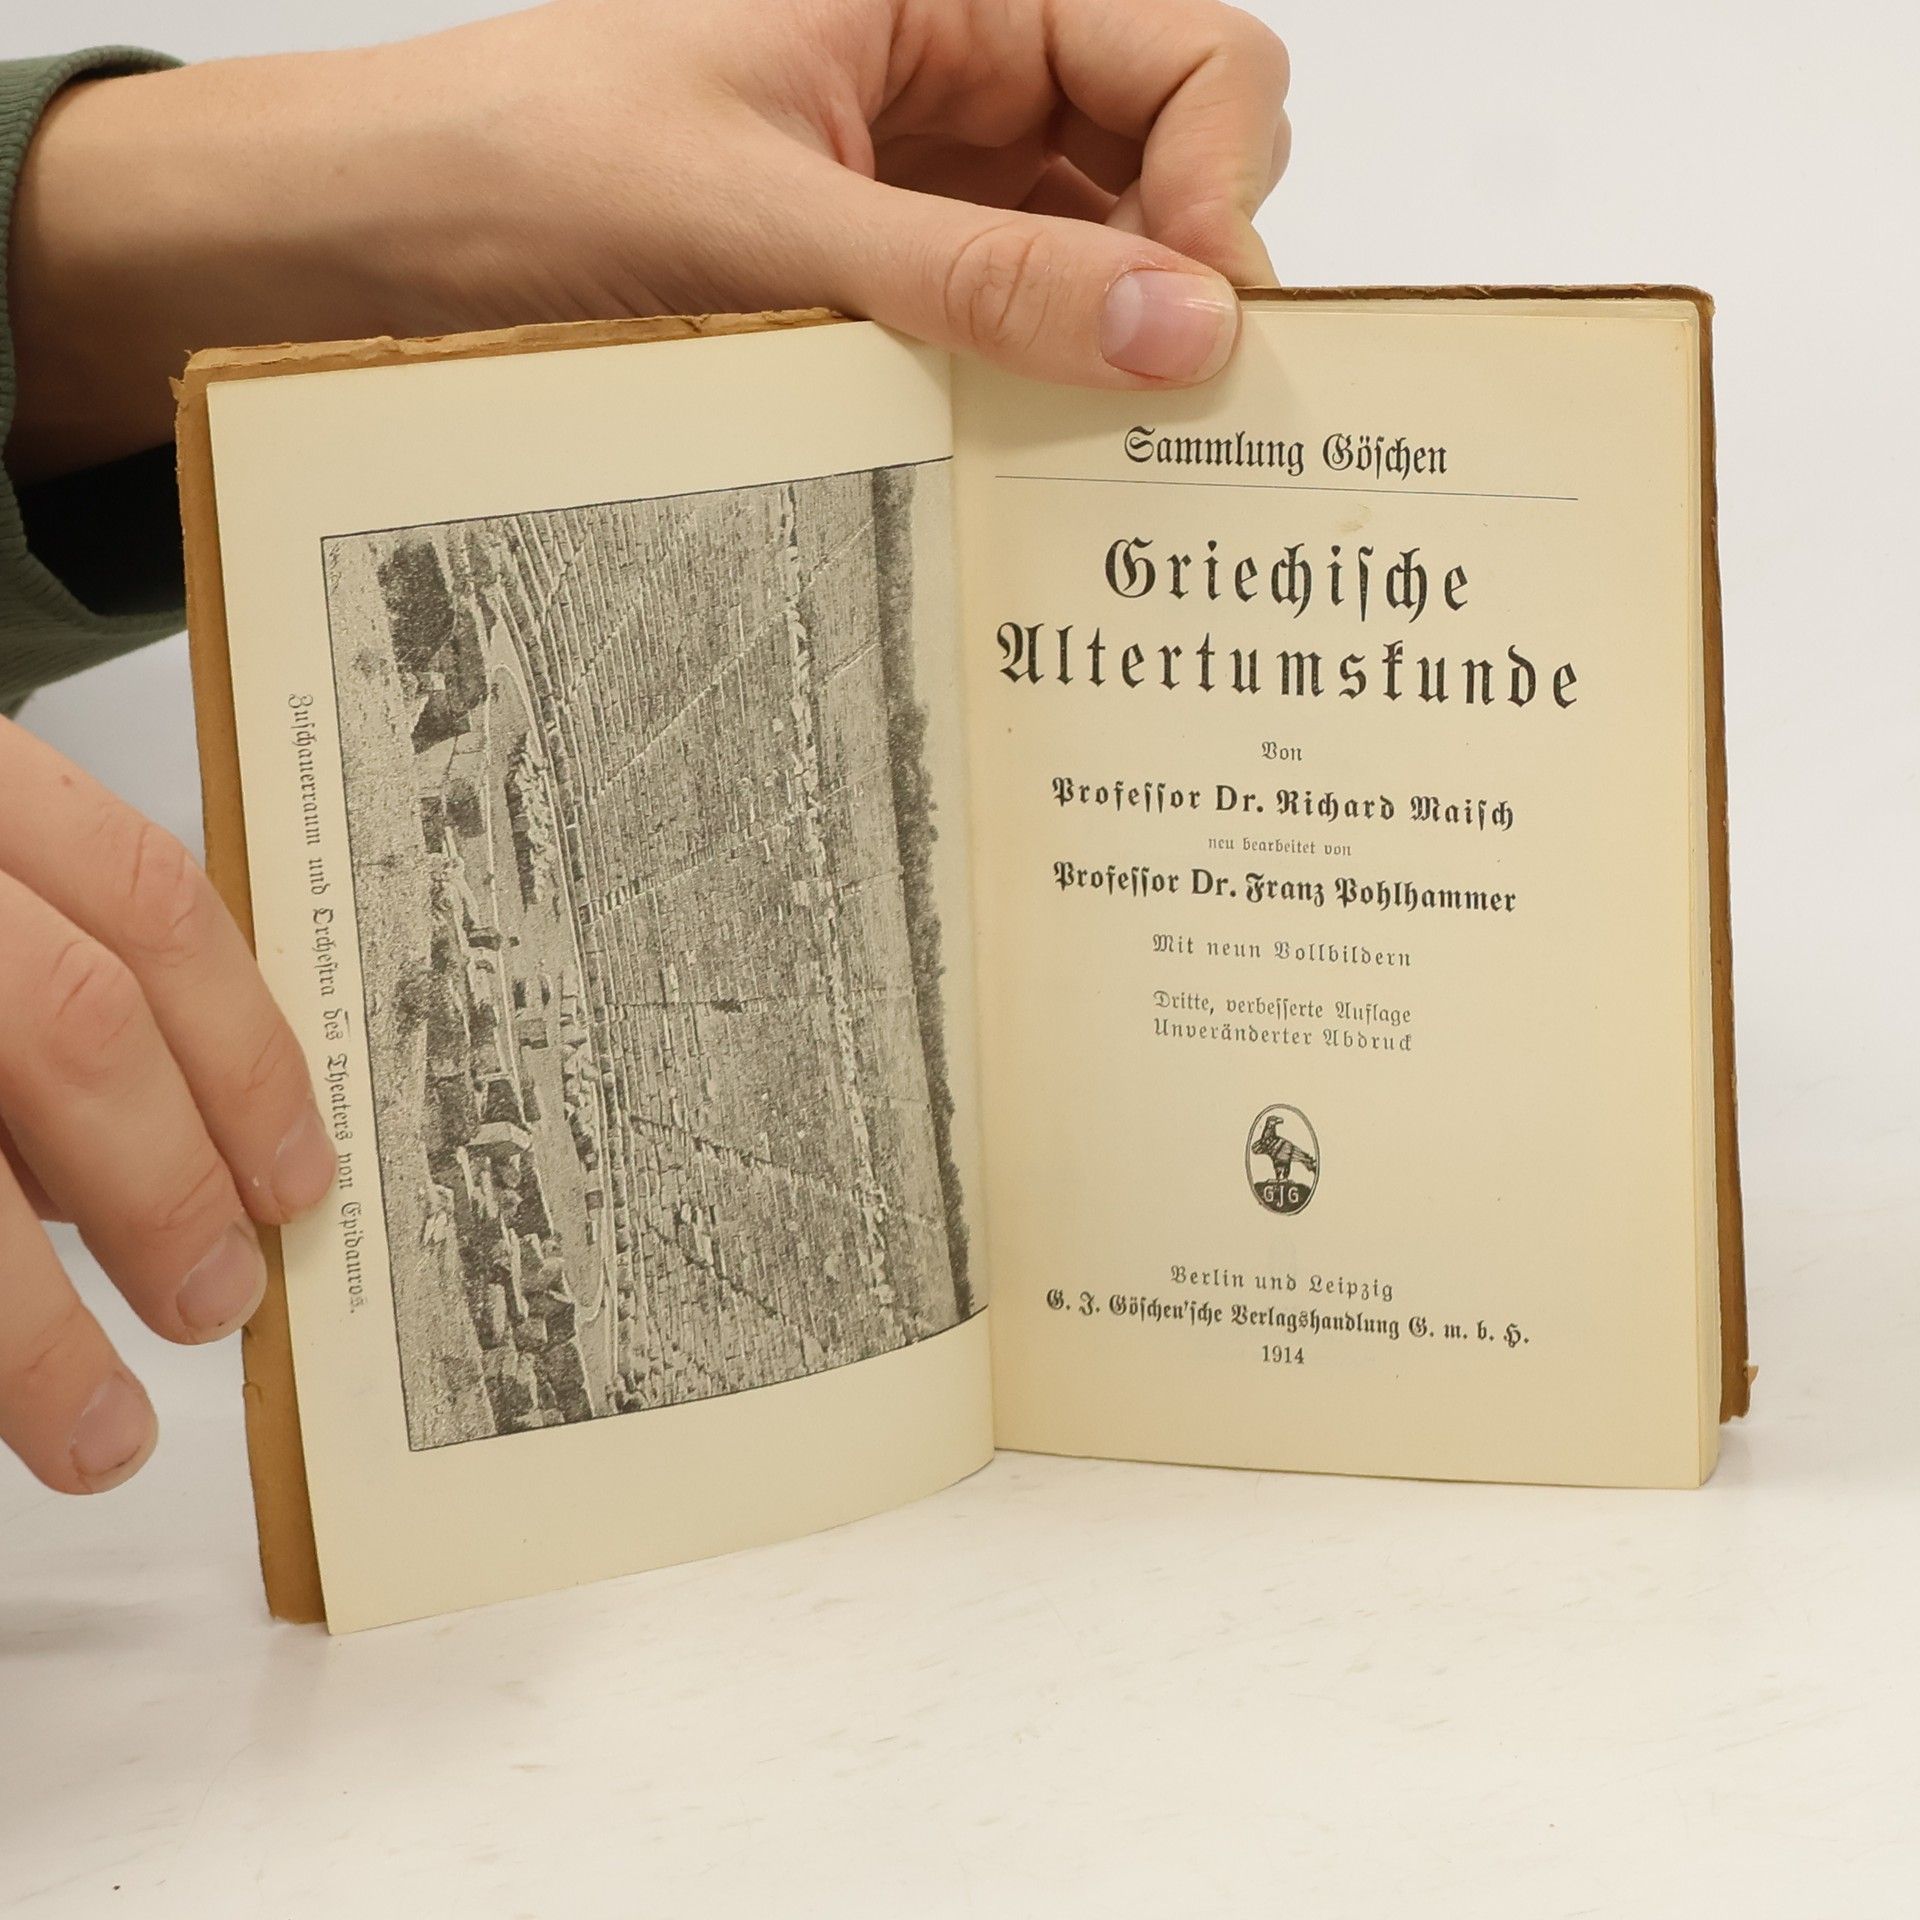 Zuschauerraum und Orchestra des Theaters von Epidauros.
Sammlung Göschen
Griechische
Altertumskunde
Von
Professor Dr. Richard Maisch
neu bearbeitet von
Professor Dr. Franz Pohlhammer
Mit neun Vollbildern
Dritte, verbesserte Auflage
Unveränderter Abdruck
GJG
Berlin und Leipzig
G. J. Göschen'sche Verlagshandlung G. m. b. H.
1914